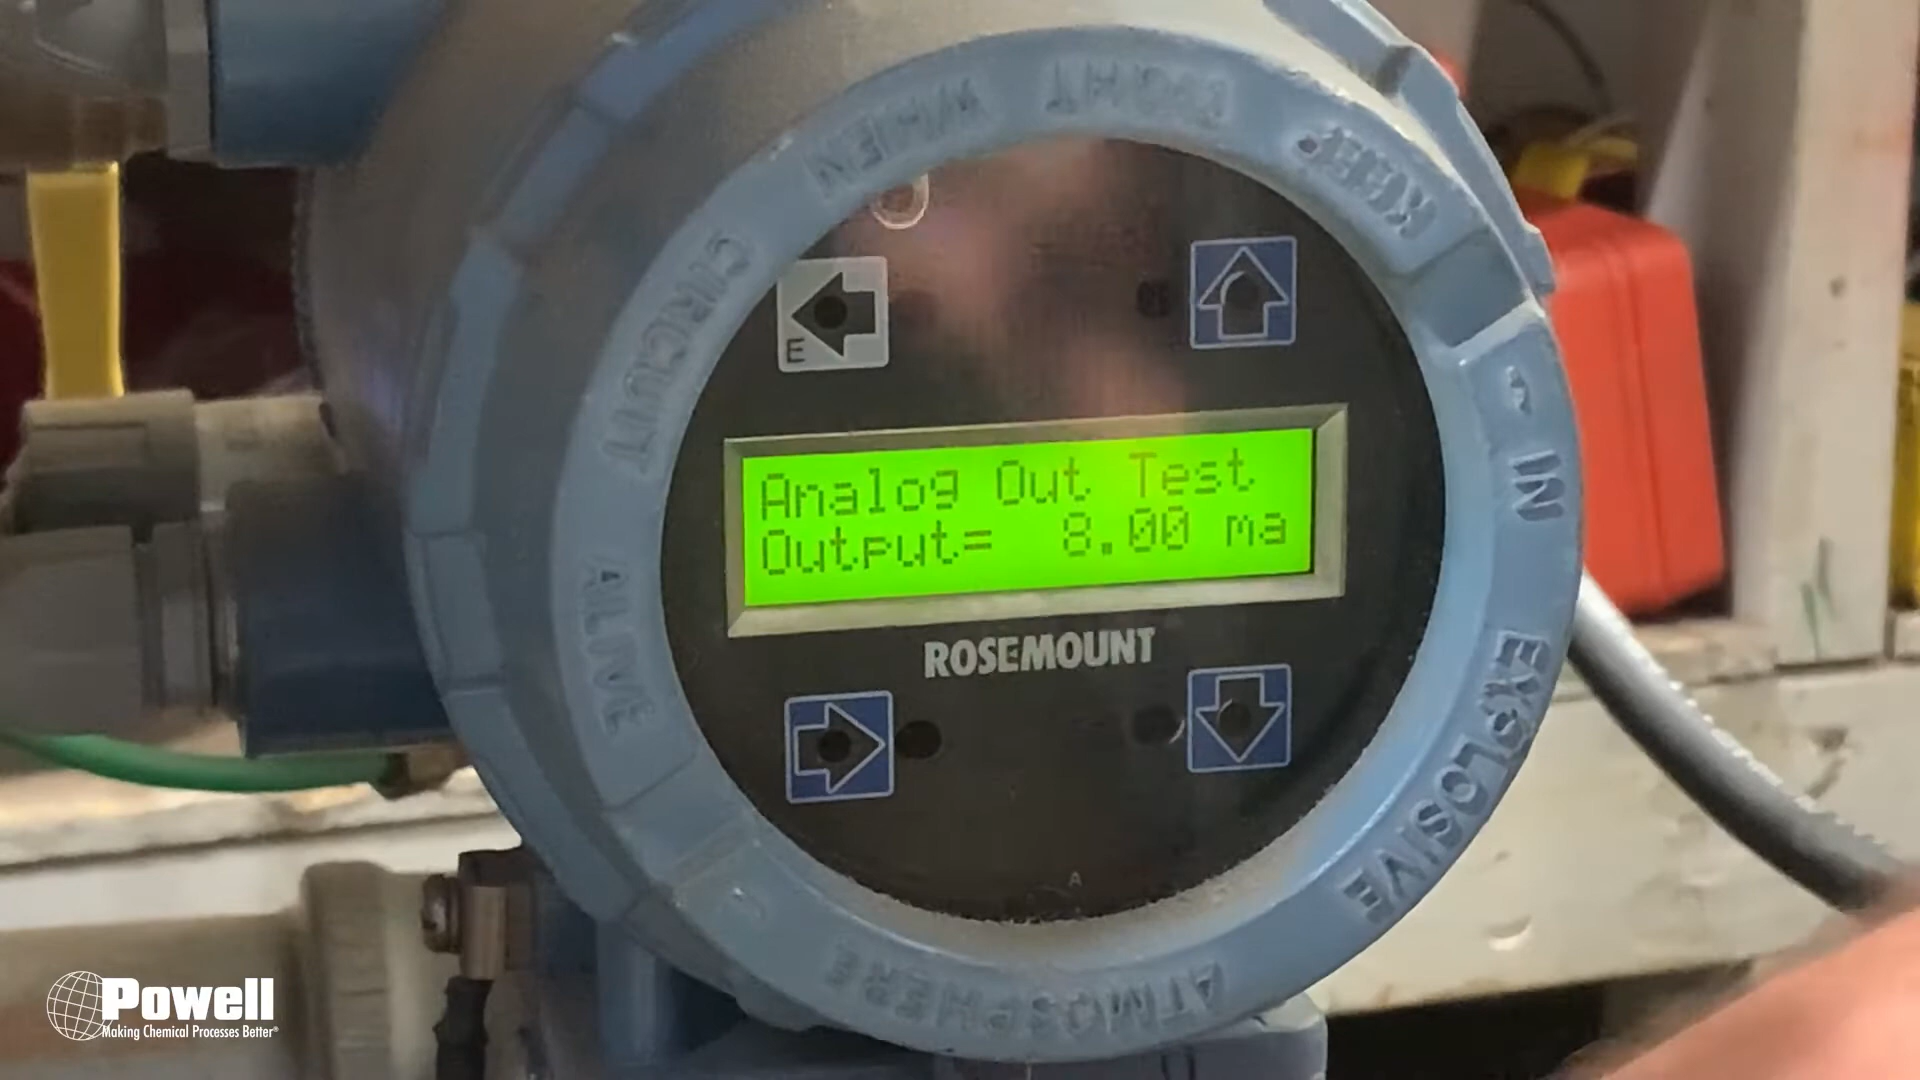 KEEP TIGHT WHEN
CIRCUIT ALIVE
E
Analog Out Test
Output= 8.00 ma
ROSEMOUNT
IN EXPLOSIVE
ATMOSPHERE
A
Powell
Making Chemical Processes Better®